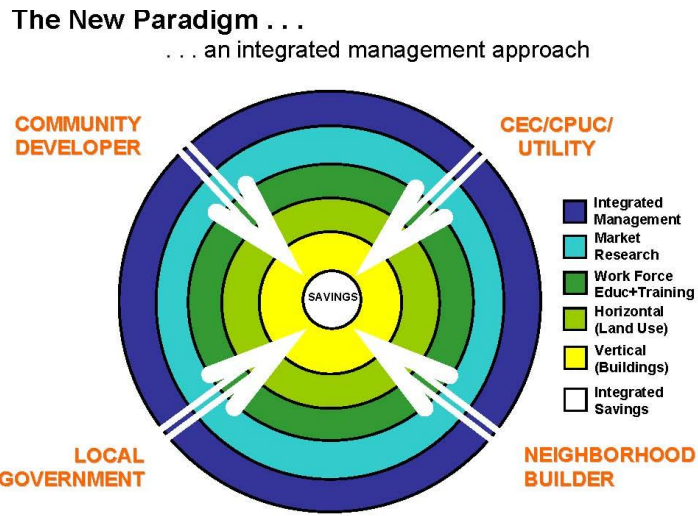 The New Paradigm . . .
. . . an integrated management approach
COMMUNITY
DEVELOPER
CEC/CPUC/
UTILITY
SAVINGS
Integrated
Management
Market
Research
Work Force
Educ+Training
Horizontal
(Land Use)
Vertical
(Buildings)
Integrated
Savings
LOCAL
GOVERNMENT
NEIGHBORHOOD
BUILDER